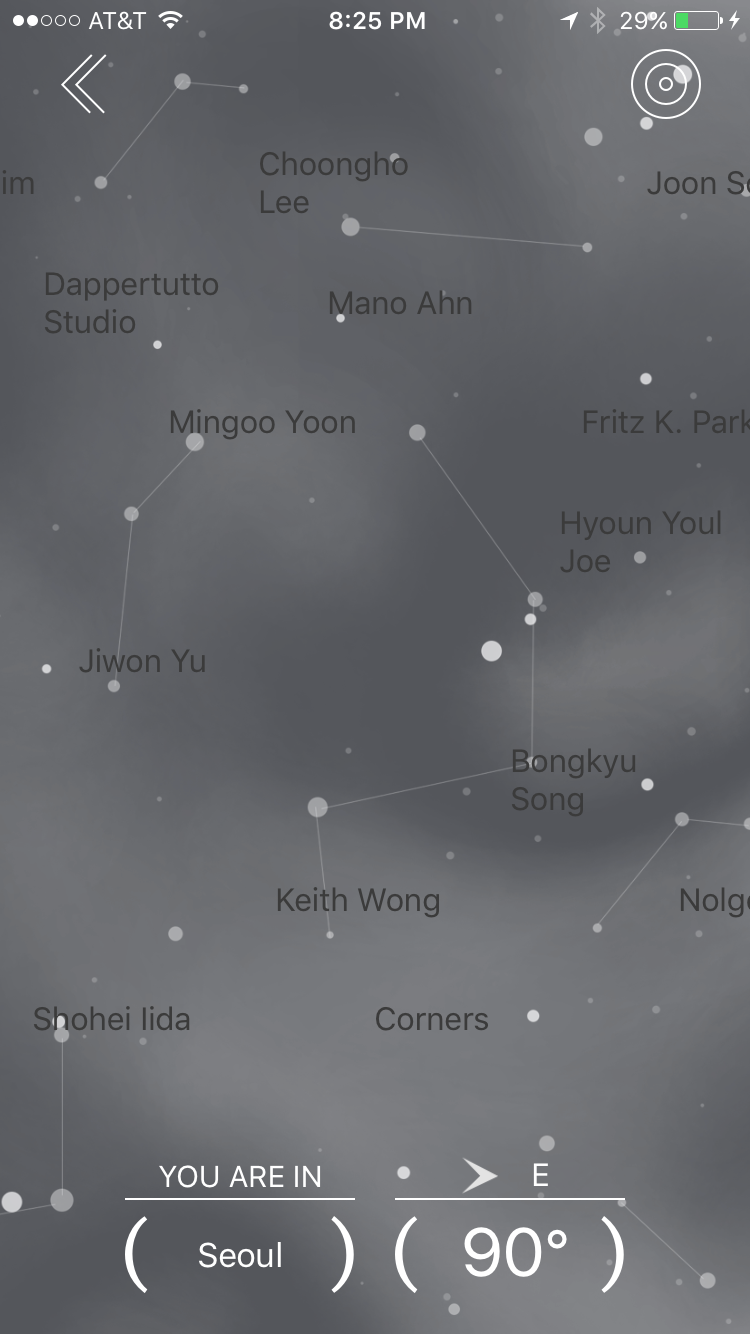 AT&T 8:25 PM 29%
Choongho
Lee
im
Joon So
Dappertutto
Studio
Mano Ahn
Mingoo Yoon
Fritz K. Park
Hyoun Youl
Joe
Jiwon Yu
Bongkyu
Song
Keith Wong
Nolg
Shohei Iida
Corners
YOU ARE IN
E
( Seoul )
( 90° )